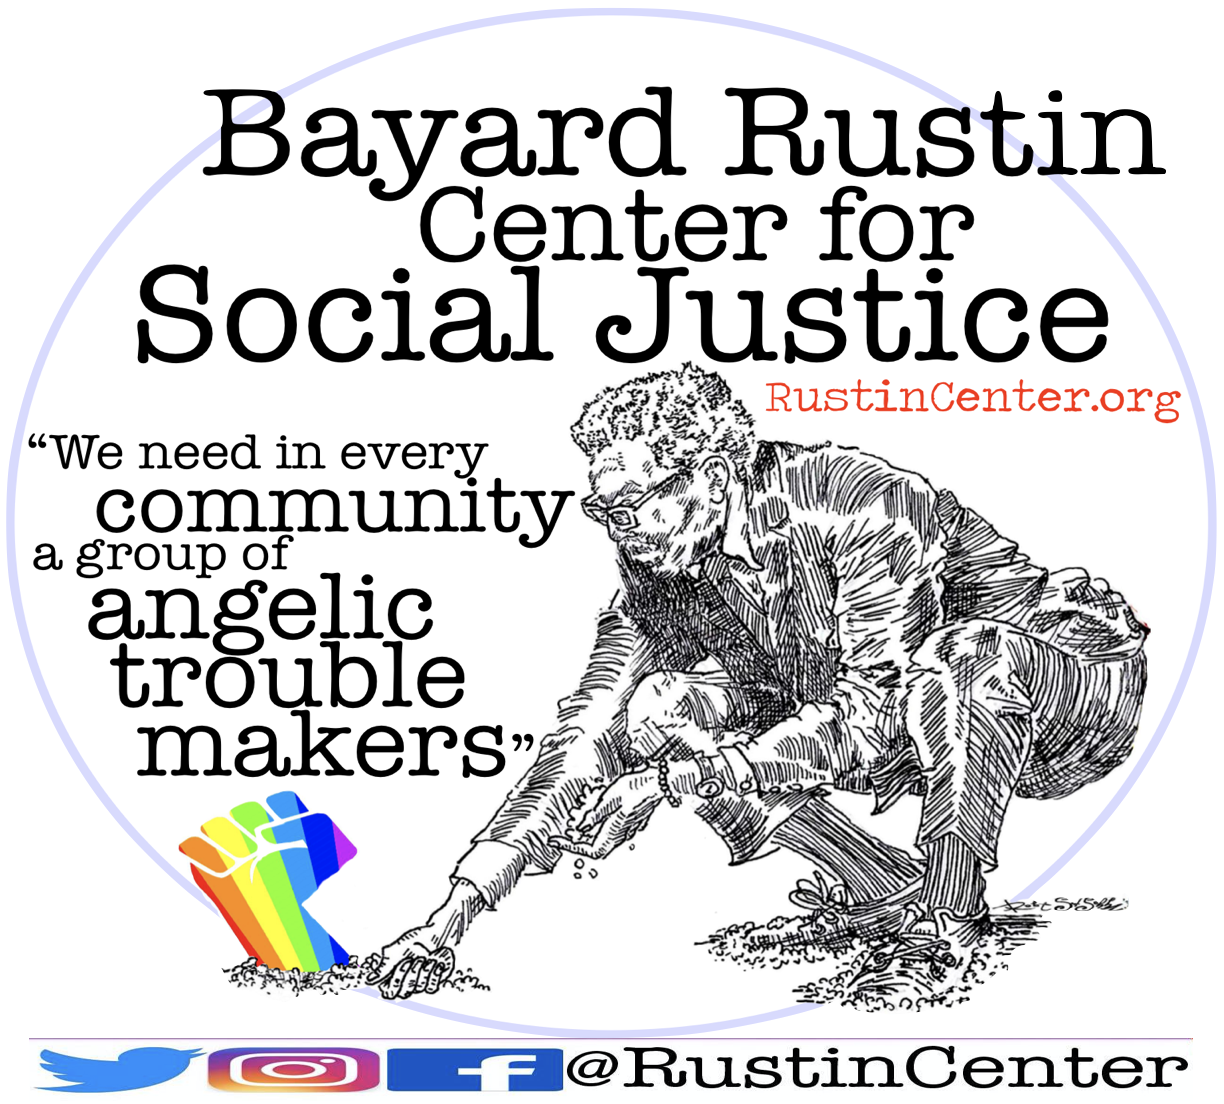 Bayard Rustin
Center for
Social Justice
RustinCenter.org
“We need in every
community
a group of
angelic
trouble
makers”
@RustinCenter